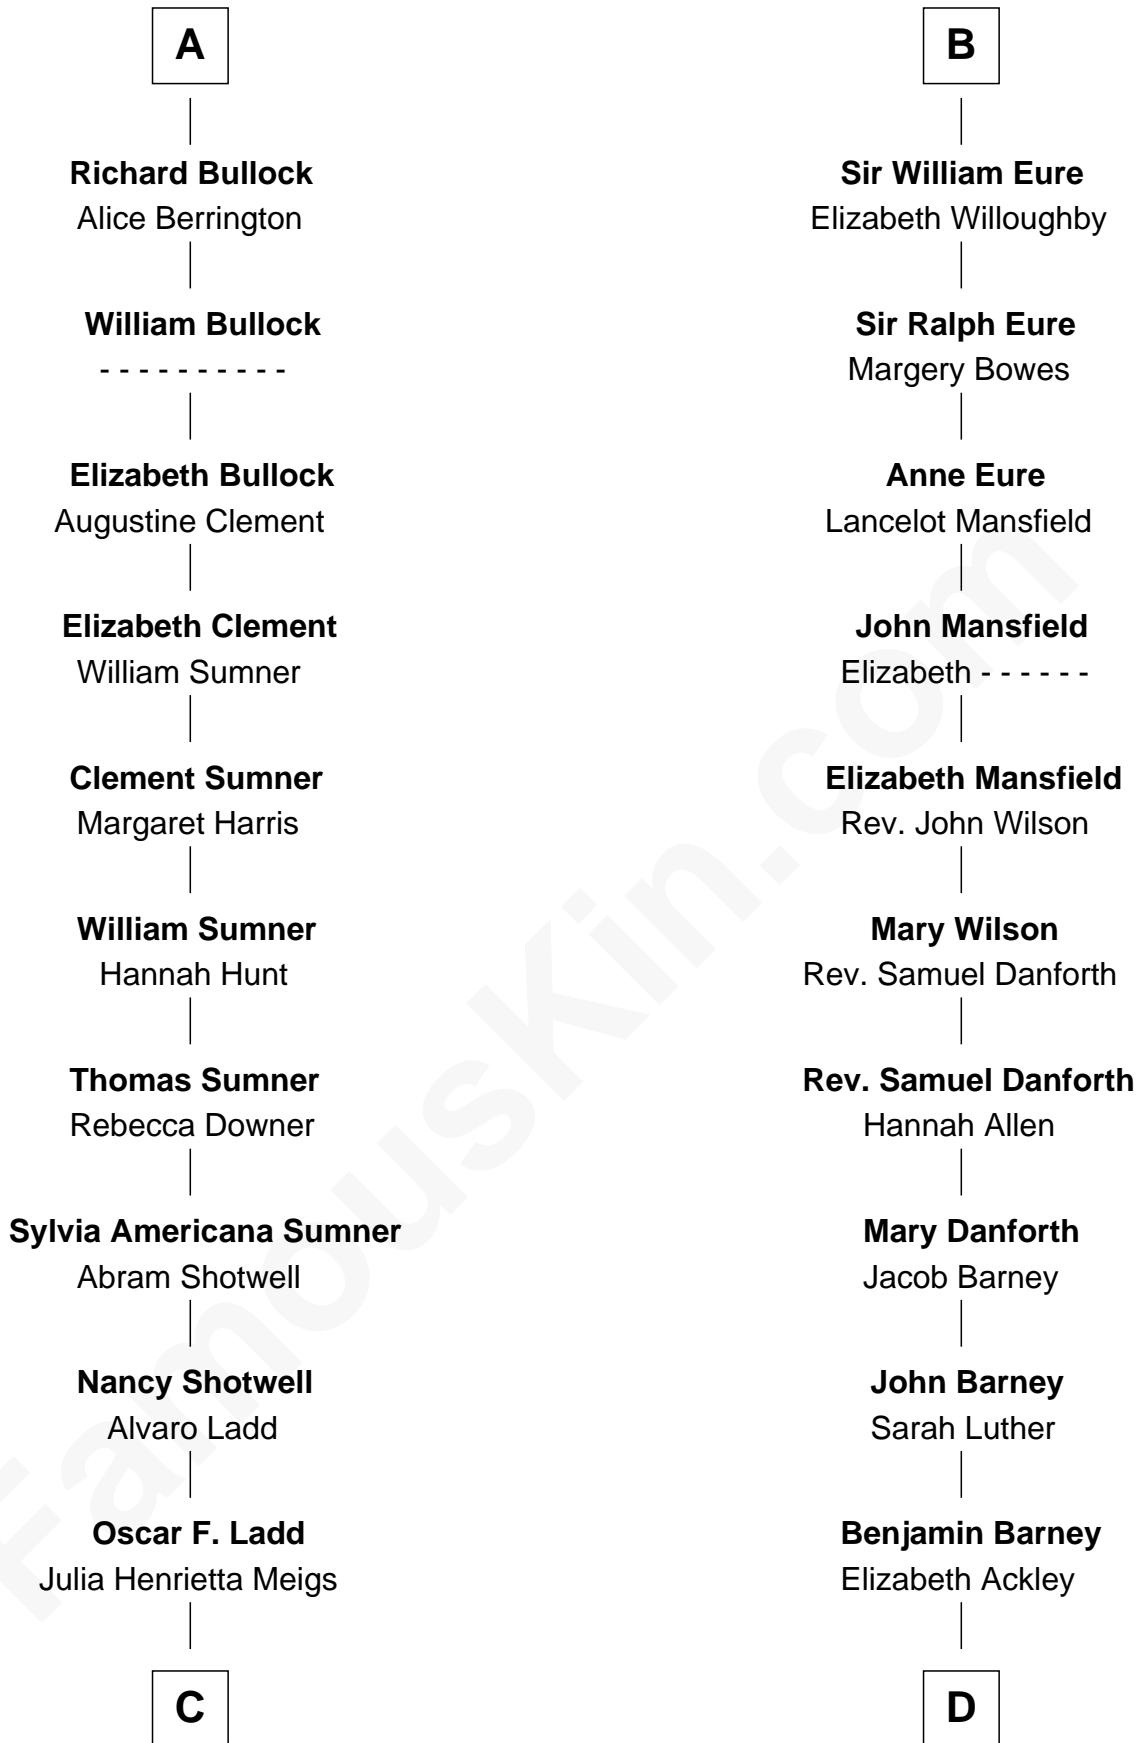 A
Richard Bullock
Alice Berrington
William Bullock
- - - - - - - - - -
Elizabeth Bullock
Augustine Clement
Elizabeth Clement
William Sumner
Clement Sumner
Margaret Harris
William Sumner
Hannah Hunt
Thomas Sumner
Rebecca Downer
Sylvia Americana Sumner
Abram Shotwell
Nancy Shotwell
Alvaro Ladd
Oscar F. Ladd
Julia Henrietta Meigs
C
B
Sir William Eure
Elizabeth Willoughby
Sir Ralph Eure
Margery Bowes
Anne Eure
Lancelot Mansfield
John Mansfield
Elizabeth - - - - - -
Elizabeth Mansfield
Rev. John Wilson
Mary Wilson
Rev. Samuel Danforth
Rev. Samuel Danforth
Hannah Allen
Mary Danforth
Jacob Barney
John Barney
Sarah Luther
Benjamin Barney
Elizabeth Ackley
D
FamousKin.com